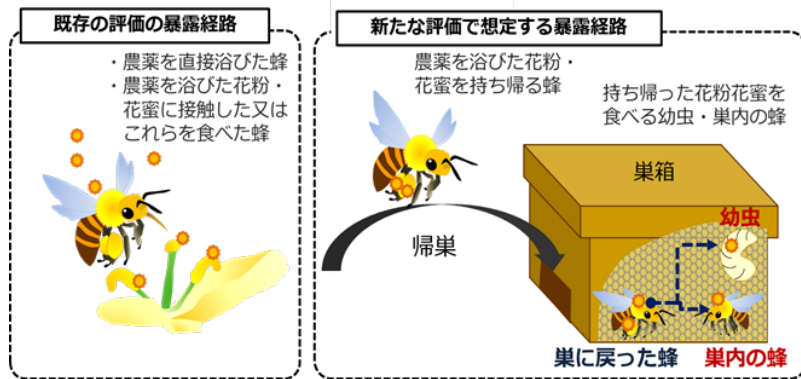 既存の評価の暴露経路
・農薬を直接浴びた蜂
・農薬を浴びた花粉・
花蜜に接触した又は
これらを食べた蜂
新たな評価で想定する暴露経路
農薬を浴びた花粉・
花蜜を持ち帰る蜂
持ち帰った花粉花蜜を
食べる幼虫・巣内の蜂
帰巣
巣箱
幼虫
巣に戻った蜂
巣内の蜂